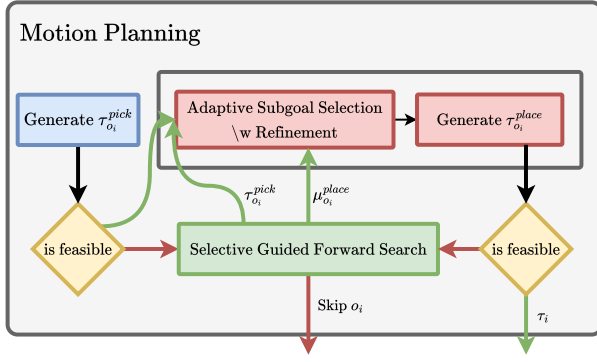 Motion Planning
Generate τ_{o_i}^{pick}
Adaptive Subgoal Selection
\w Refinement
Generate τ_{o_i}^{place}
τ_{o_i}^{pick}
μ_{o_i}^{place}
is feasible
Selective Guided Forward Search
is feasible
Skip o_i
τ_i